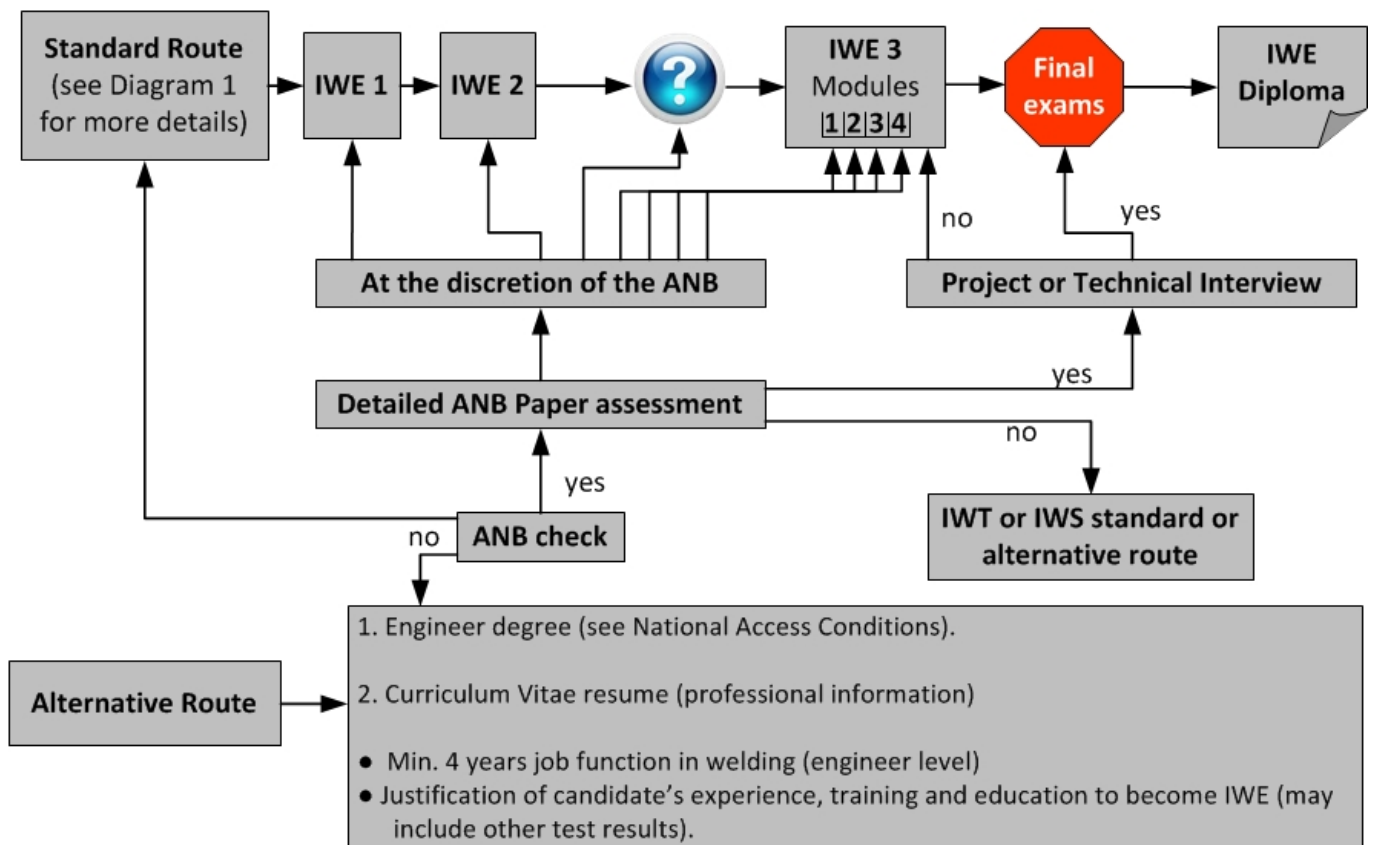 Standard Route
(see Diagram 1
for more details)
IWE 1
IWE 2
?
IWE 3
Modules
|1|2|3|4|
Final
exams
IWE
Diploma
no
yes
At the discretion of the ANB
Project or Technical Interview
Detailed ANB Paper assessment
yes
no
yes
no
ANB check
IWT or IWS standard or
alternative route
Alternative Route
1. Engineer degree (see National Access Conditions).
2. Curriculum Vitae resume (professional information)
● Min. 4 years job function in welding (engineer level)
● Justification of candidate's experience, training and education to become IWE (may
include other test results).